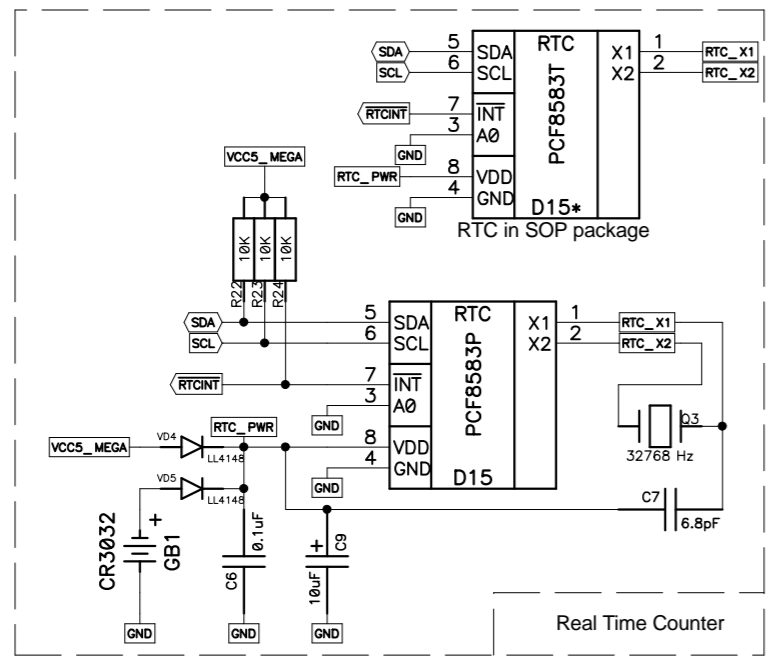 5 SDA RTC X1 1 RTC_X1
SDA
6 SCL X2 2 RTC_X2
SCL
PCF8583T
RTCINT 7 INT
3 A0
GND
VCC5_MEGA
RTC_PWR 8 VDD
4 GND
GND
D15*
RTC in SOP package
10K 10K 10K
R22 R23 R24
SDA 5 SDA RTC X1 1 RTC_X1
SCL 6 SCL X2 2 RTC_X2
PCF8583P
RTCINT 7 INT
3 A0
GND
Q3
32768 Hz
RTC_PWR
VCC5_MEGA VD4 8 VDD
LL4148
4 GND
GND
D15
VD5
LL4148
C7
6.8pF
CR3032
+
GB1
0.1uF
C6
+
C9
10uF
GND GND GND
Real Time Counter